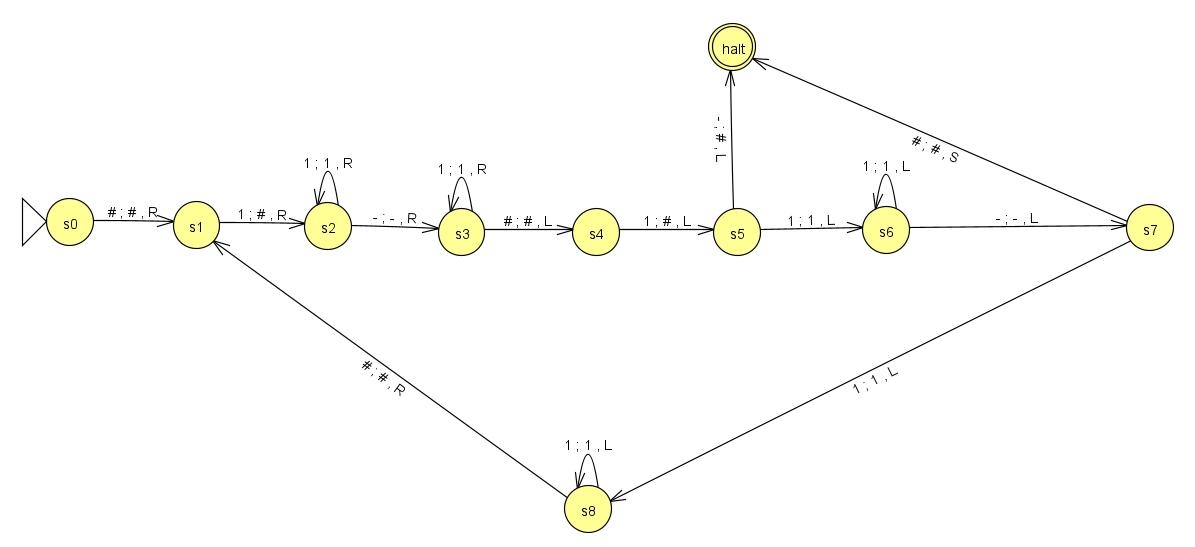 halt
- ; # , L
# ; # , S
1 ; 1 , R
1 ; 1 , R
1 ; 1 , L
s0
# ; # , R
s1
1 ; # , R
s2
- ; - , R
s3
# ; # , L
s4
1 ; # , L
s5
1 ; 1 , L
s6
- ; - , L
s7
# ; # , R
1 ; 1 , L
1 ; 1 , L
s8